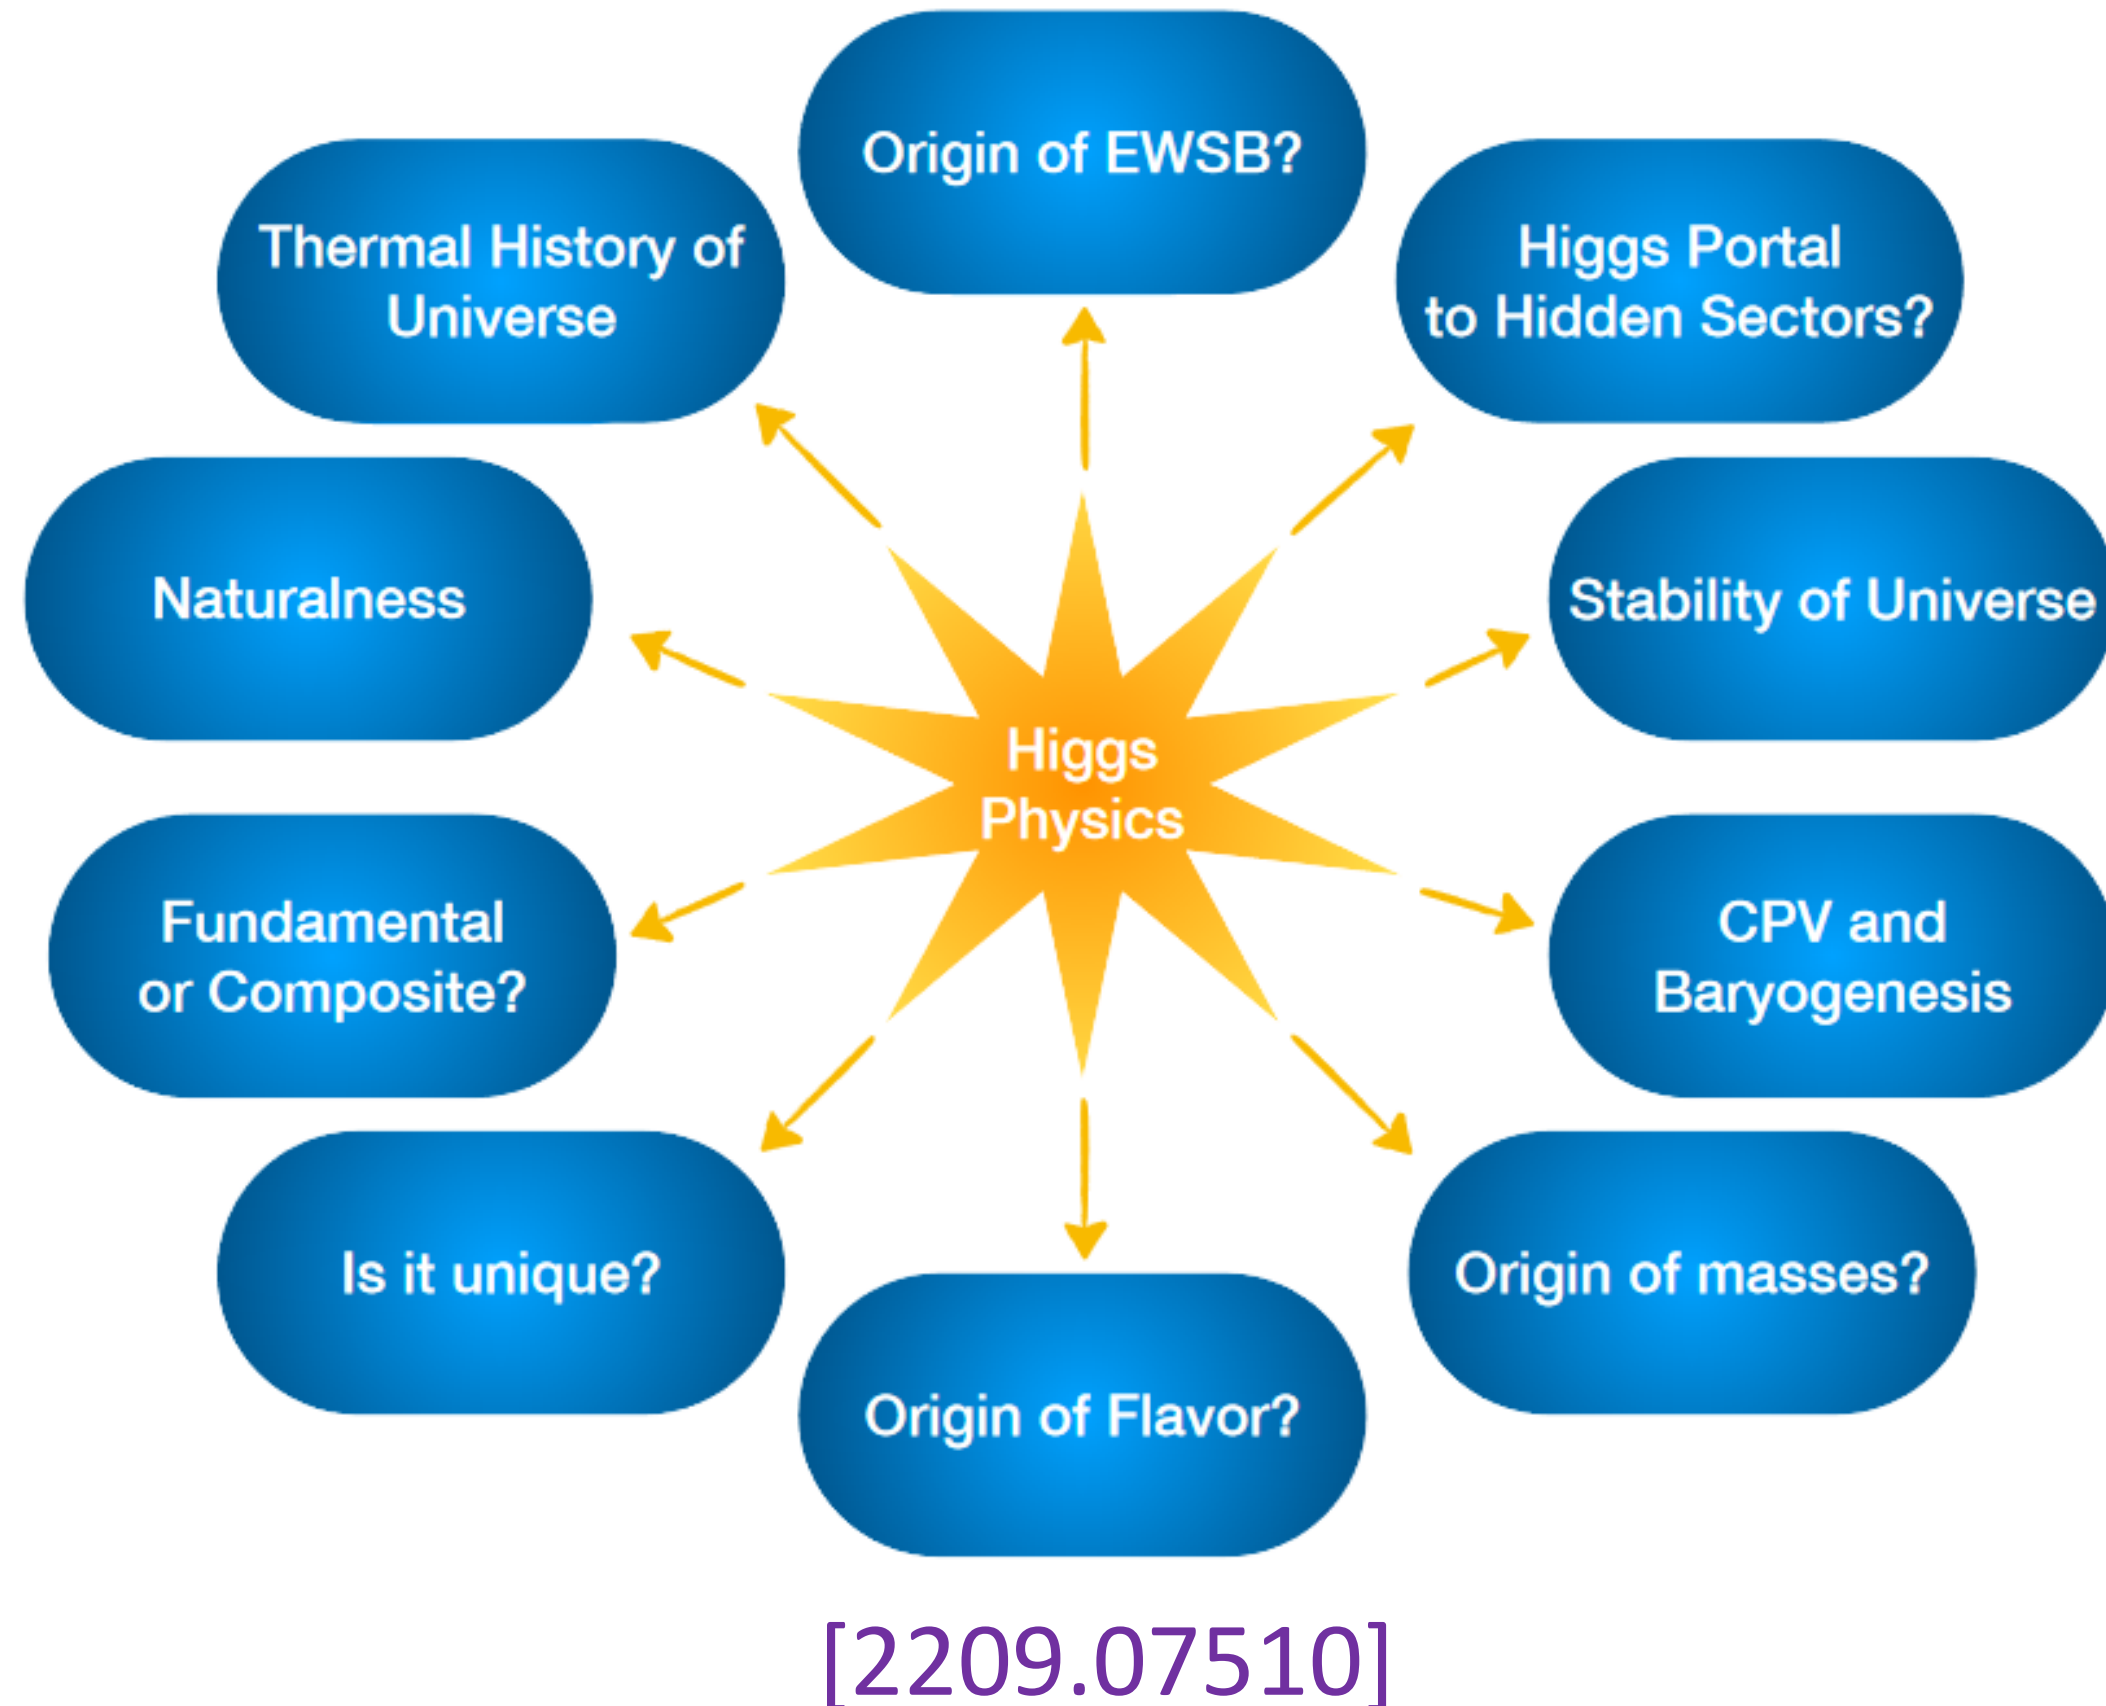 Origin of EWSB?
Thermal History of
Universe
Higgs Portal
to Hidden Sectors?
Naturalness
Stability of Universe
Higgs
Physics
Fundamental
or Composite?
CPV and
Baryogenesis
Is it unique?
Origin of masses?
Origin of Flavor?
[2209.07510]